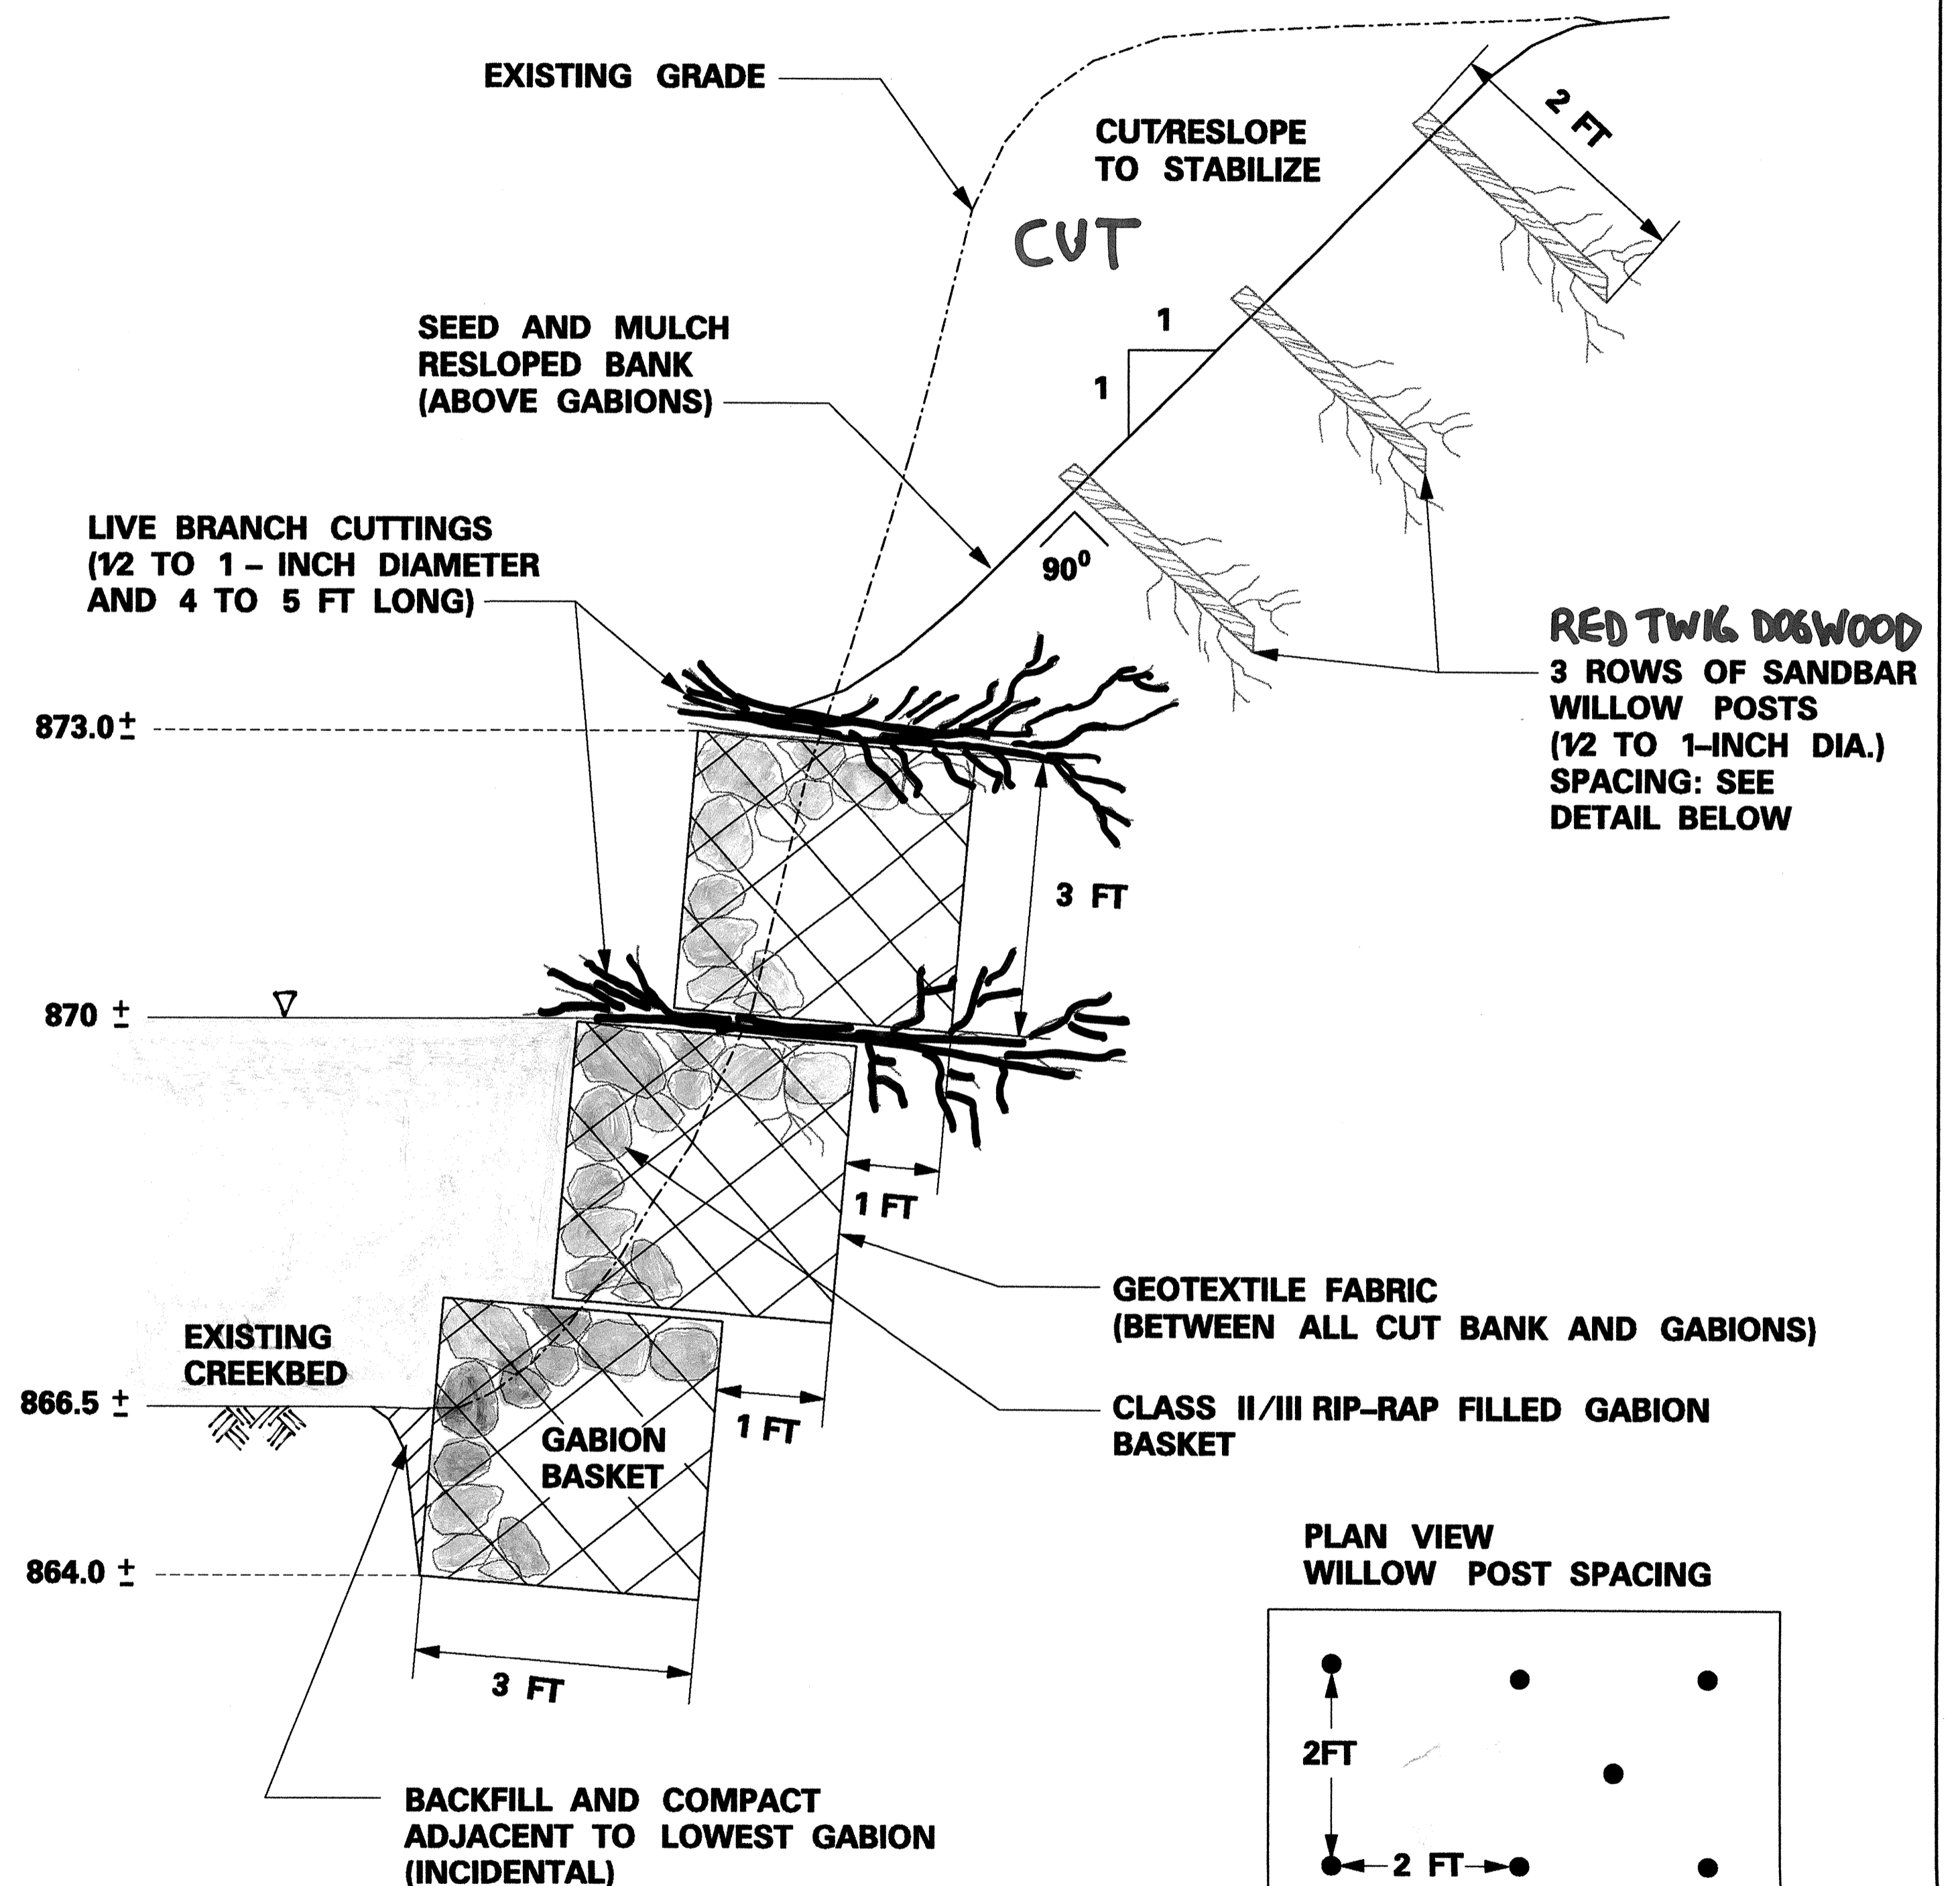 EXISTING GRADE
2 FT
CUT/RESLOPE
TO STABILIZE
CUT
SEED AND MULCH
RESLOPED BANK
(ABOVE GABIONS)
1
1
LIVE BRANCH CUTTINGS
(1/2 TO 1 – INCH DIAMETER
AND 4 TO 5 FT LONG)
90⁰
RED TWIG DOGWOOD
3 ROWS OF SANDBAR
WILLOW POSTS
(1/2 TO 1–INCH DIA.)
SPACING: SEE
DETAIL BELOW
873.0 ±
3 FT
870 ±
1 FT
GEOTEXTILE FABRIC
(BETWEEN ALL CUT BANK AND GABIONS)
EXISTING
CREEKBED
866.5 ±
1 FT
CLASS II/III RIP–RAP FILLED GABION
BASKET
GABION
BASKET
864.0 ±
3 FT
PLAN VIEW
WILLOW POST SPACING
2FT
2 FT
BACKFILL AND COMPACT
ADJACENT TO LOWEST GABION
(INCIDENTAL)